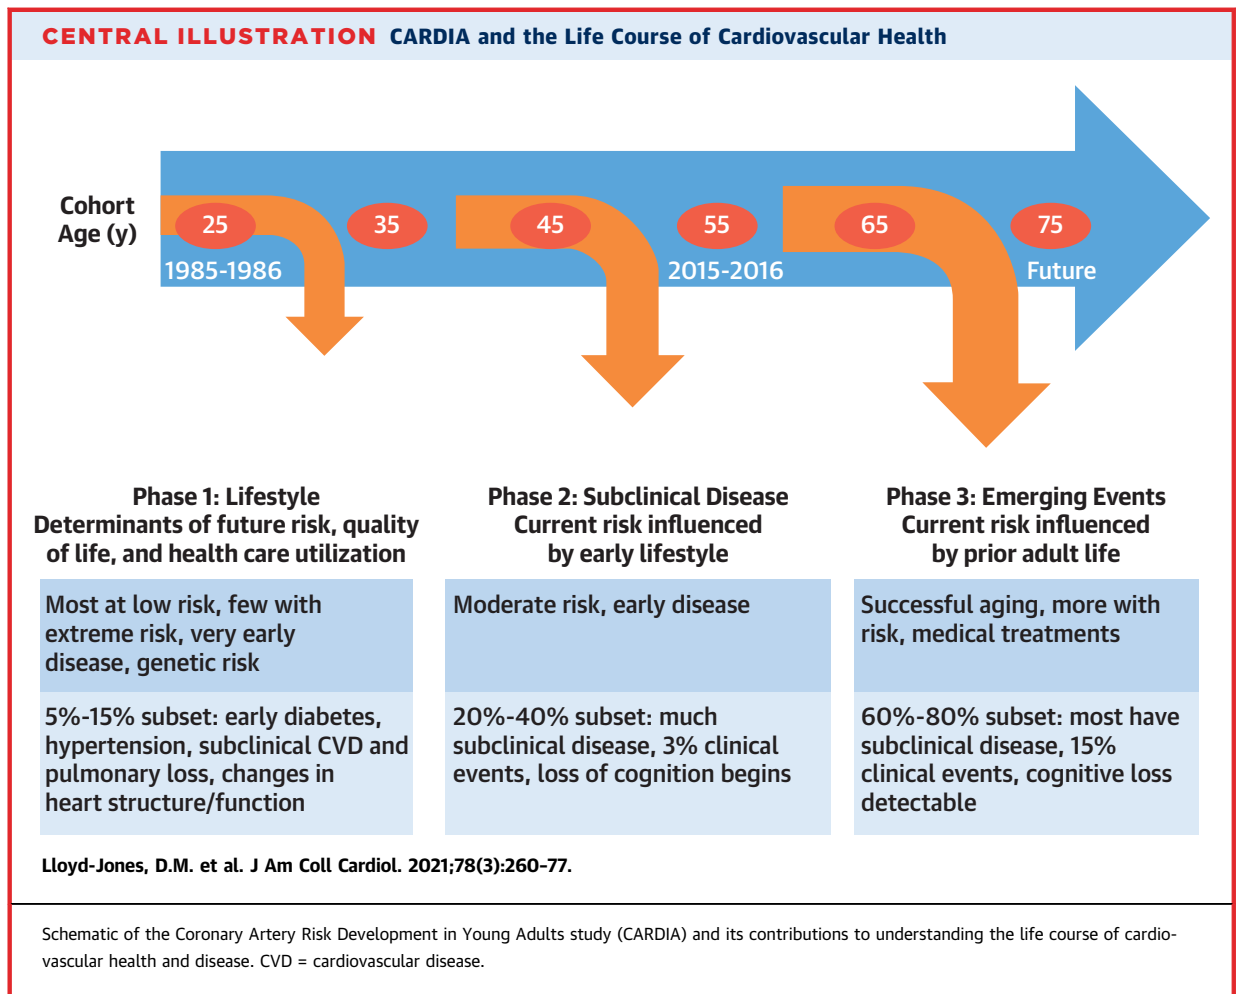 CENTRAL ILLUSTRATION CARDIA and the Life Course of Cardiovascular Health
Cohort
Age (y)
25
35
45
55
65
75
1985-1986
2015-2016
Future
Phase 1: Lifestyle
Determinants of future risk, quality
of life, and health care utilization
Most at low risk, few with
extreme risk, very early
disease, genetic risk
5%-15% subset: early diabetes,
hypertension, subclinical CVD and
pulmonary loss, changes in
heart structure/function
Phase 2: Subclinical Disease
Current risk influenced
by early lifestyle
Moderate risk, early disease
20%-40% subset: much
subclinical disease, 3% clinical
events, loss of cognition begins
Phase 3: Emerging Events
Current risk influenced
by prior adult life
Successful aging, more with
risk, medical treatments
60%-80% subset: most have
subclinical disease, 15%
clinical events, cognitive loss
detectable
Lloyd-Jones, D.M. et al. J Am Coll Cardiol. 2021;78(3):260–77.
Schematic of the Coronary Artery Risk Development in Young Adults study (CARDIA) and its contributions to understanding the life course of cardio-
vascular health and disease. CVD = cardiovascular disease.